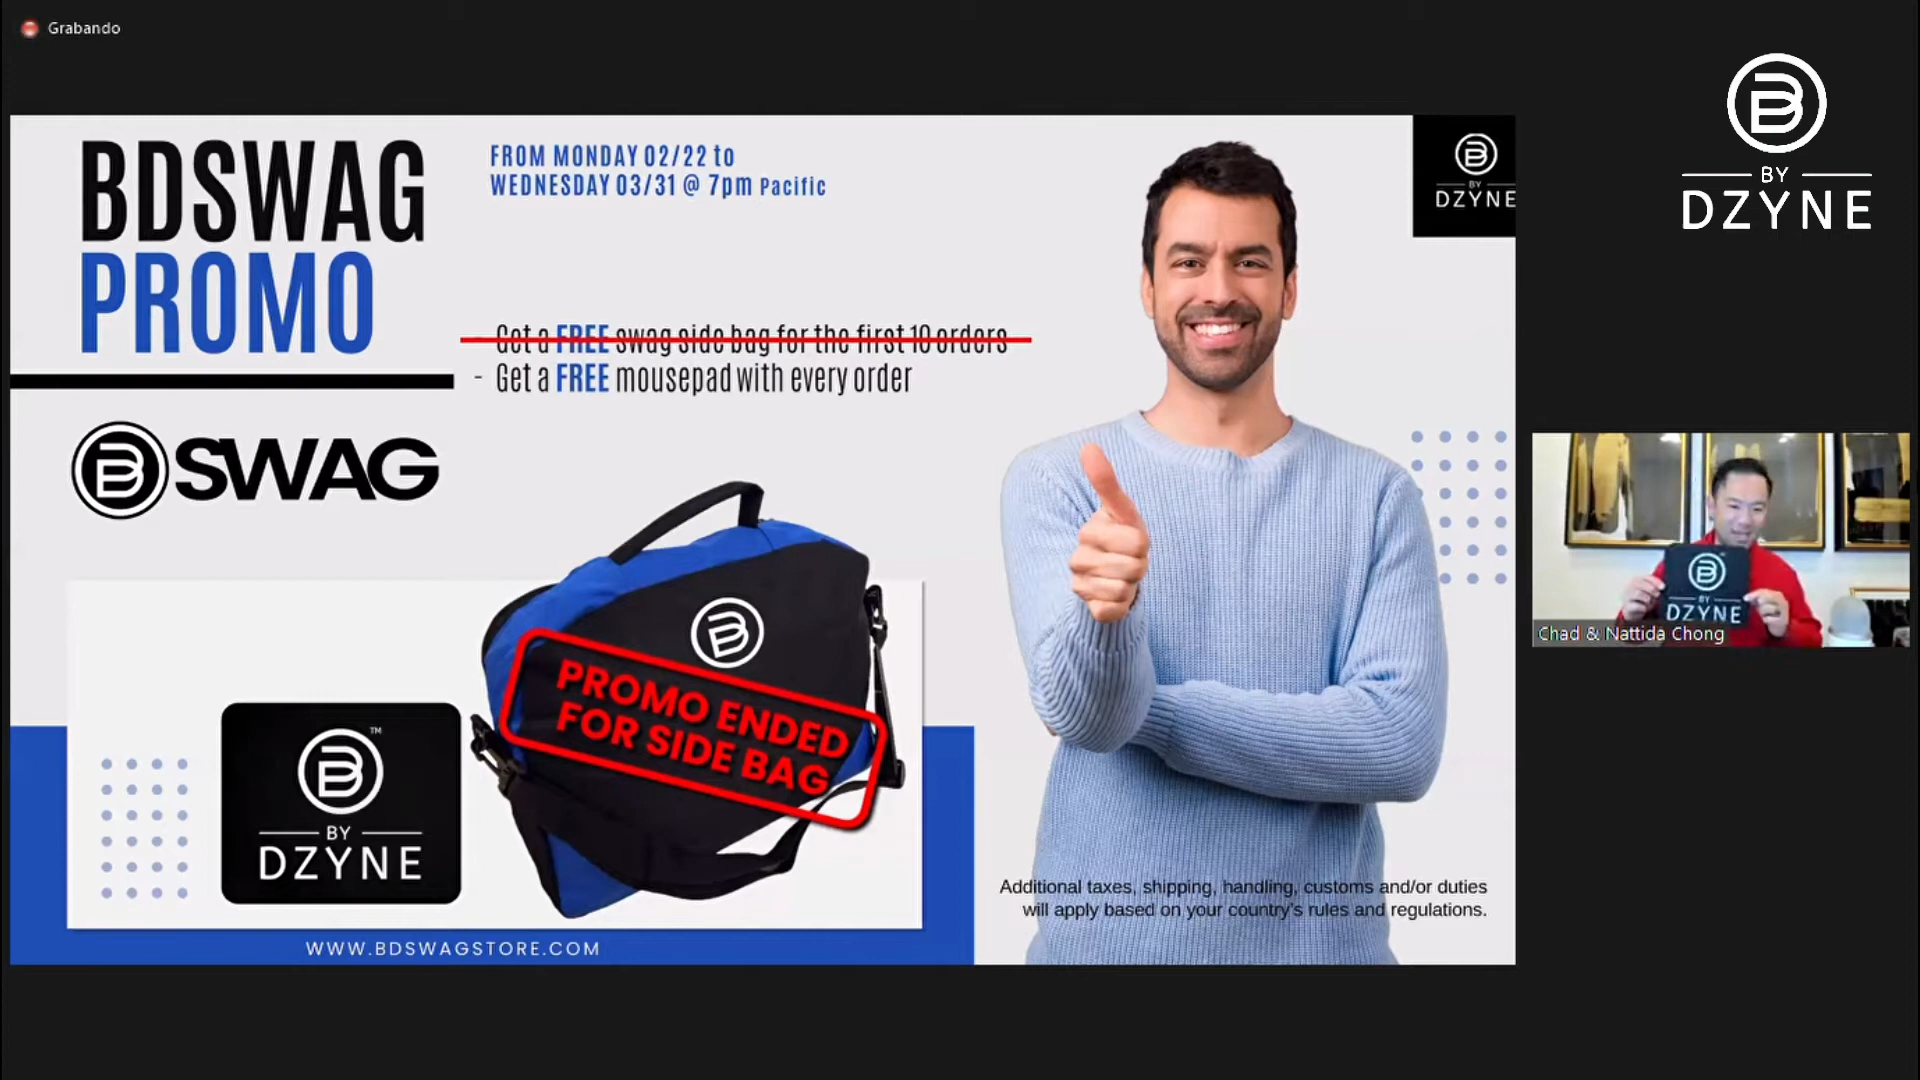 Grabando
BDSWAG
PROMO
FROM MONDAY 02/22 to
WEDNESDAY 03/31 @ 7pm Pacific
Get a FREE swag side bag for the first 10 orders
- Get a FREE mousepad with every order
B
BY
DZYNE
B
BY
DZYNE
B SWAG
B
PROMO ENDED
FOR SIDE BAG
B
™
BY
DZYNE
B
BY
DZYNE
Chad & Nattida Chong
Additional taxes, shipping, handling, customs and/or duties
will apply based on your country's rules and regulations.
WWW.BDSWAGSTORE.COM